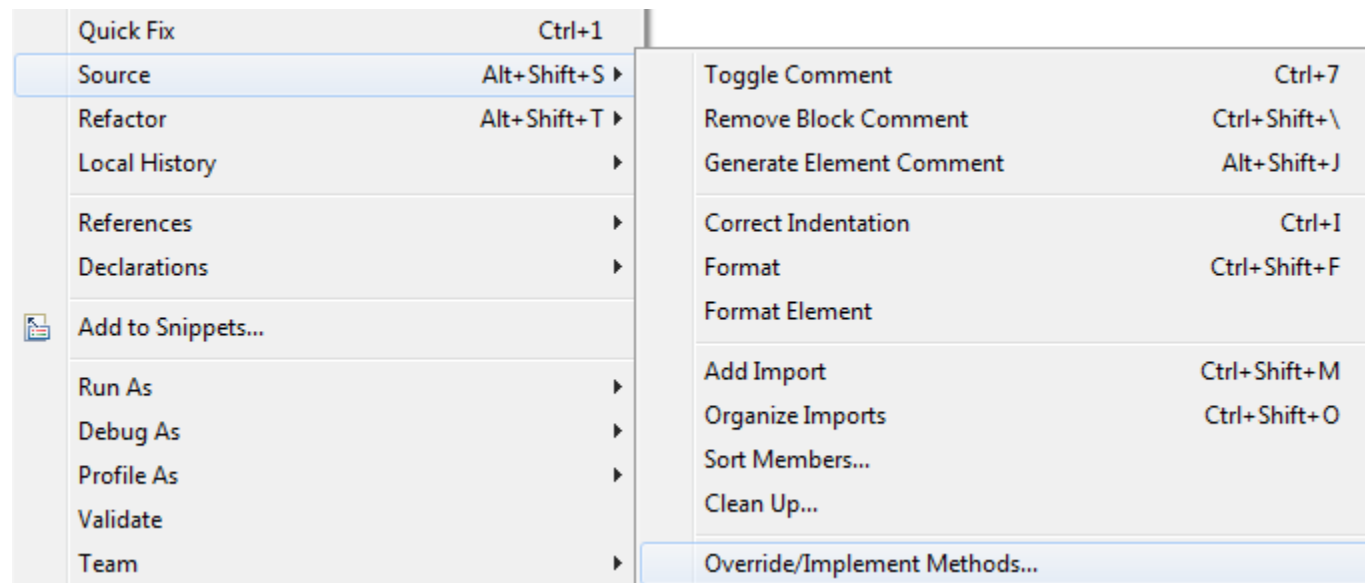 Quick Fix Ctrl+1
Source Alt+Shift+S
Refactor Alt+Shift+T
Local History
References
Declarations
Add to Snippets...
Run As
Debug As
Profile As
Validate
Team
Toggle Comment Ctrl+7
Remove Block Comment Ctrl+Shift+\
Generate Element Comment Alt+Shift+J
Correct Indentation Ctrl+I
Format Ctrl+Shift+F
Format Element
Add Import Ctrl+Shift+M
Organize Imports Ctrl+Shift+O
Sort Members...
Clean Up...
Override/Implement Methods...